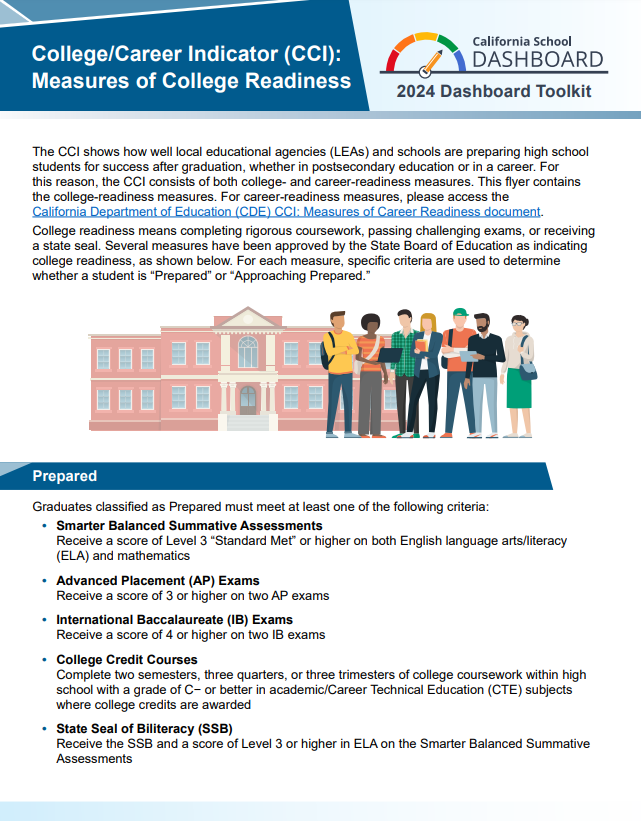 College/Career Indicator (CCI):
Measures of College Readiness
California School
DASHBOARD
2024 Dashboard Toolkit
The CCI shows how well local educational agencies (LEAs) and schools are preparing high school
students for success after graduation, whether in postsecondary education or in a career. For
this reason, the CCI consists of both college- and career-readiness measures. This flyer contains
the college-readiness measures. For career-readiness measures, please access the
California Department of Education (CDE) CCI: Measures of Career Readiness document.
College readiness means completing rigorous coursework, passing challenging exams, or receiving
a state seal. Several measures have been approved by the State Board of Education as indicating
college readiness, as shown below. For each measure, specific criteria are used to determine
whether a student is “Prepared” or “Approaching Prepared.”
Prepared
Graduates classified as Prepared must meet at least one of the following criteria:
• Smarter Balanced Summative Assessments
Receive a score of Level 3 “Standard Met” or higher on both English language arts/literacy
(ELA) and mathematics
• Advanced Placement (AP) Exams
Receive a score of 3 or higher on two AP exams
• International Baccalaureate (IB) Exams
Receive a score of 4 or higher on two IB exams
• College Credit Courses
Complete two semesters, three quarters, or three trimesters of college coursework within high
school with a grade of C− or better in academic/Career Technical Education (CTE) subjects
where college credits are awarded
• State Seal of Biliteracy (SSB)
Receive the SSB and a score of Level 3 or higher in ELA on the Smarter Balanced Summative
Assessments